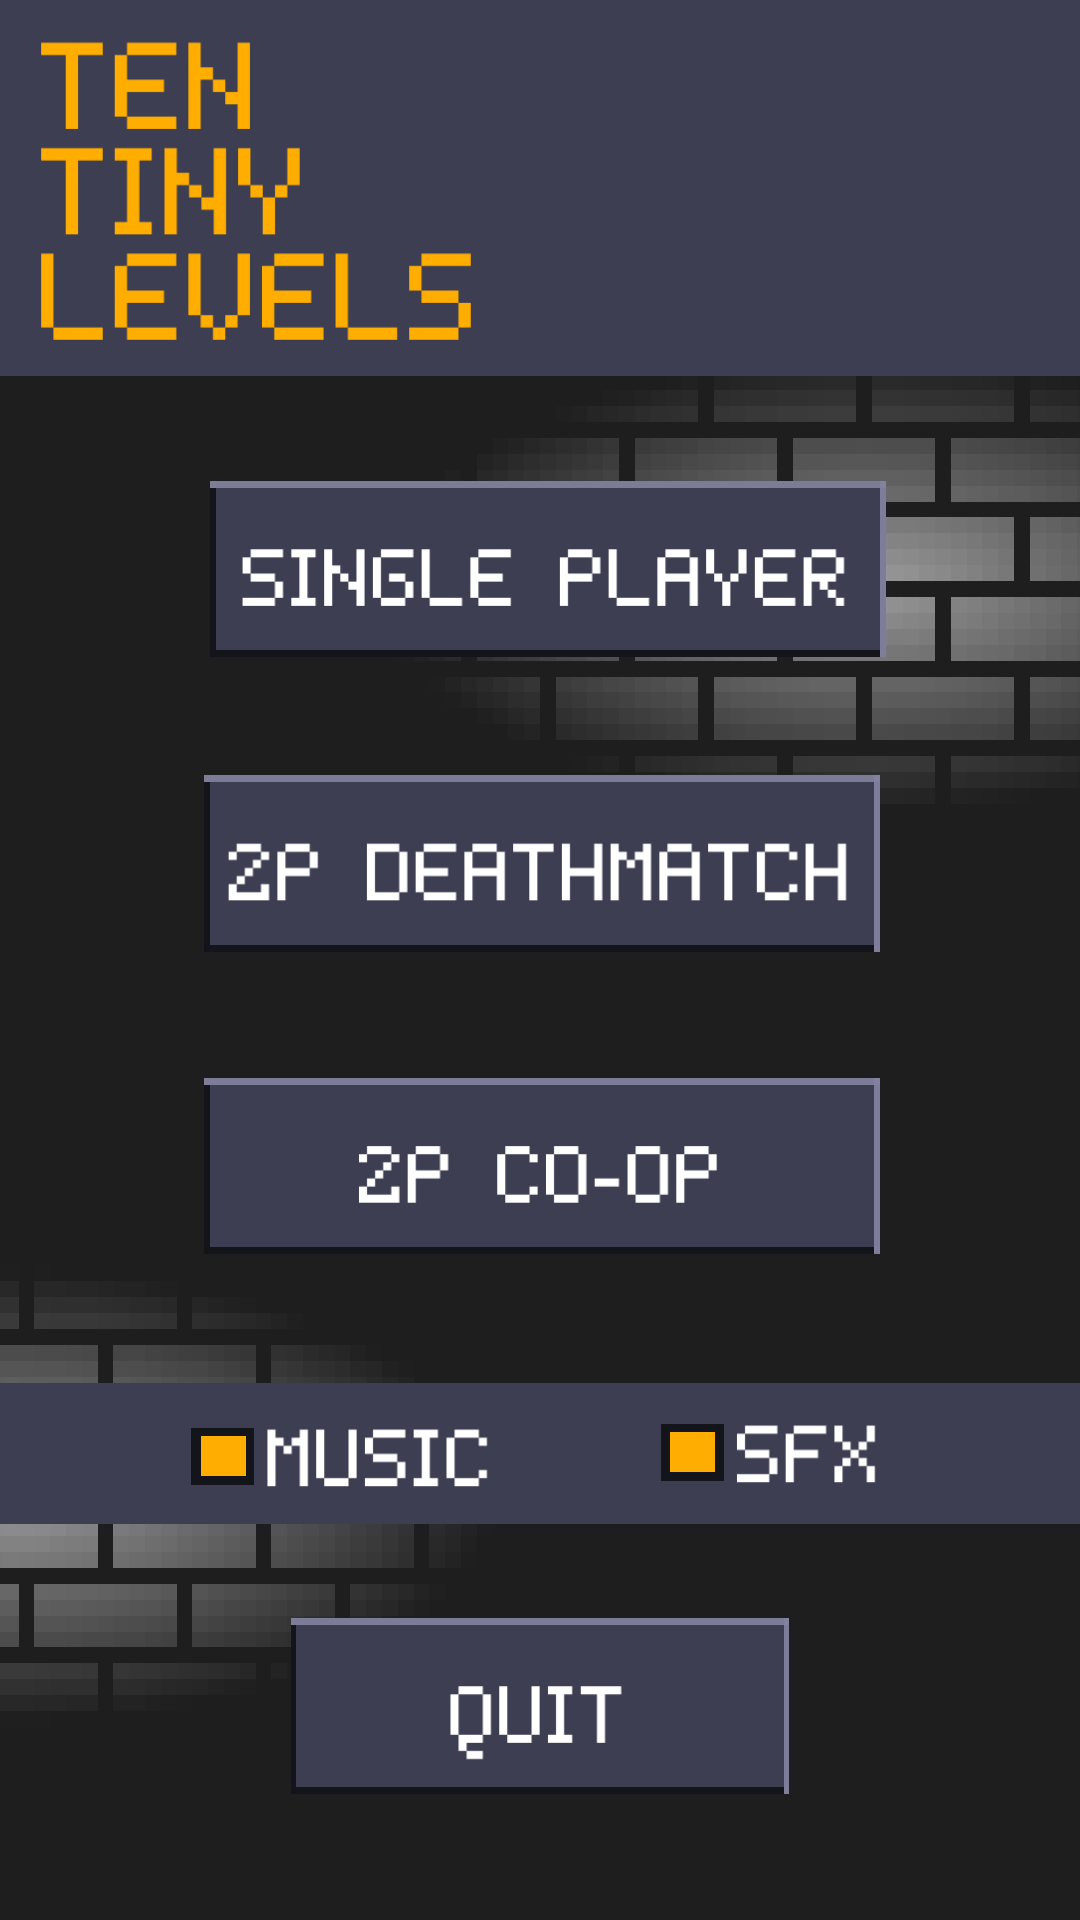 TEN
TINY
LEVELS
SINGLE PLAYER
2P DEATHMATCH
2P CO-OP
MUSIC SFX
QUIT